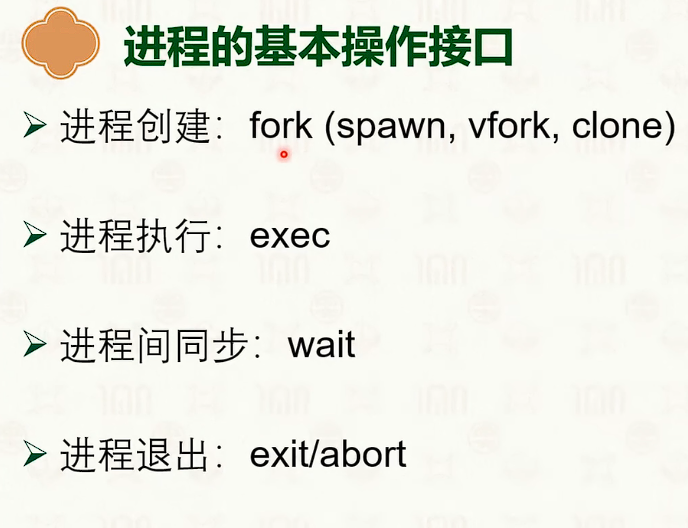 进程的基本操作接口
进程创建：fork (spawn, vfork, clone)
进程执行：exec
进程间同步：wait
进程退出：exit/abort